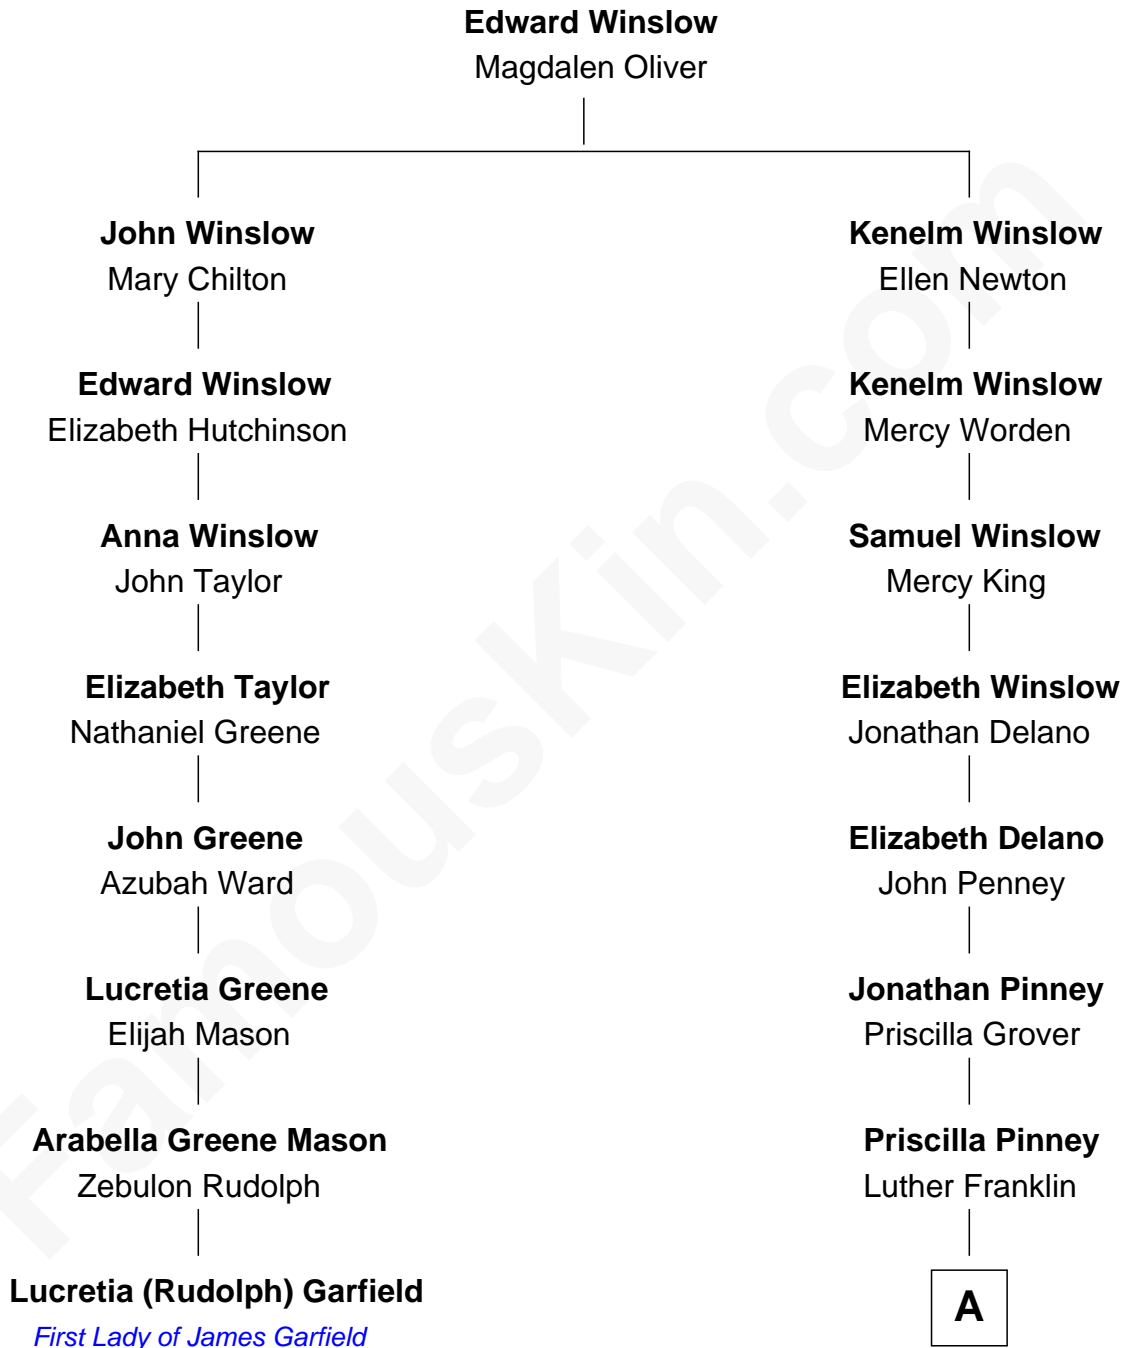 Edward Winslow
Magdalen Oliver
John Winslow
Mary Chilton
Kenelm Winslow
Ellen Newton
Edward Winslow
Elizabeth Hutchinson
Kenelm Winslow
Mercy Worden
Anna Winslow
John Taylor
Samuel Winslow
Mercy King
Elizabeth Taylor
Nathaniel Greene
Elizabeth Winslow
Jonathan Delano
John Greene
Azubah Ward
Elizabeth Delano
John Penney
Lucretia Greene
Elijah Mason
Jonathan Pinney
Priscilla Grover
Arabella Greene Mason
Zebulon Rudolph
Priscilla Pinney
Luther Franklin
Lucretia (Rudolph) Garfield
First Lady of James Garfield
A
FamousKin.com